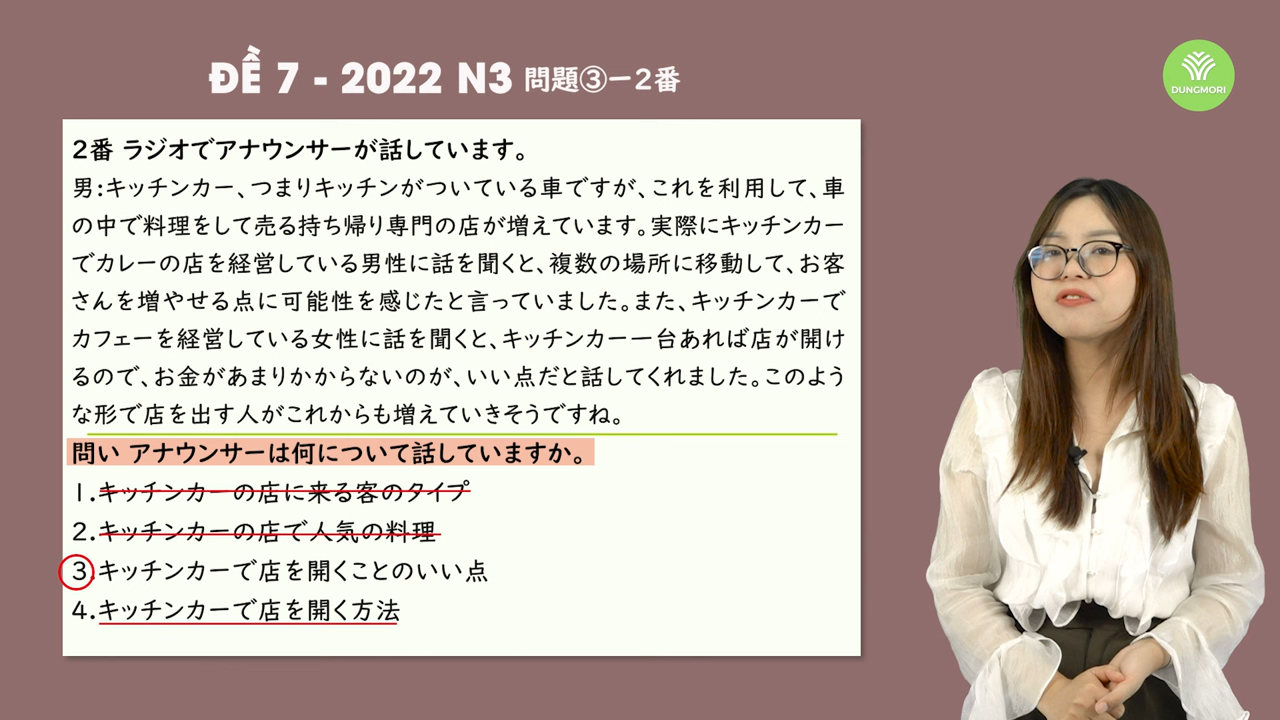 ĐỀ 7 - 2022 N3 問題③ー2番
DUNGMORI
2番 ラジオでアナウンサーが話しています。
男:キッチンカー、つまりキッチンがついている車ですが、これを利用して、車
の中で料理をして売る持ち帰り専門の店が増えています。実際にキッチンカー
でカレーの店を経営している男性に話を聞くと、複数の場所に移動して、お客
さんを増やせる点に可能性を感じたと言っていました。また、キッチンカーで
カフェーを経営している女性に話を聞くと、キッチンカー一台あれば店が開け
るので、お金があまりかからないのが、いい点だと話してくれました。このよう
な形で店を出す人がこれからも増えていきそうですね。
問い アナウンサーは何について話していますか。
1.キッチンカーの店に来る客のタイプ
2.キッチンカーの店で人気の料理
3.キッチンカーで店を開くことのいい点
4.キッチンカーで店を開く方法